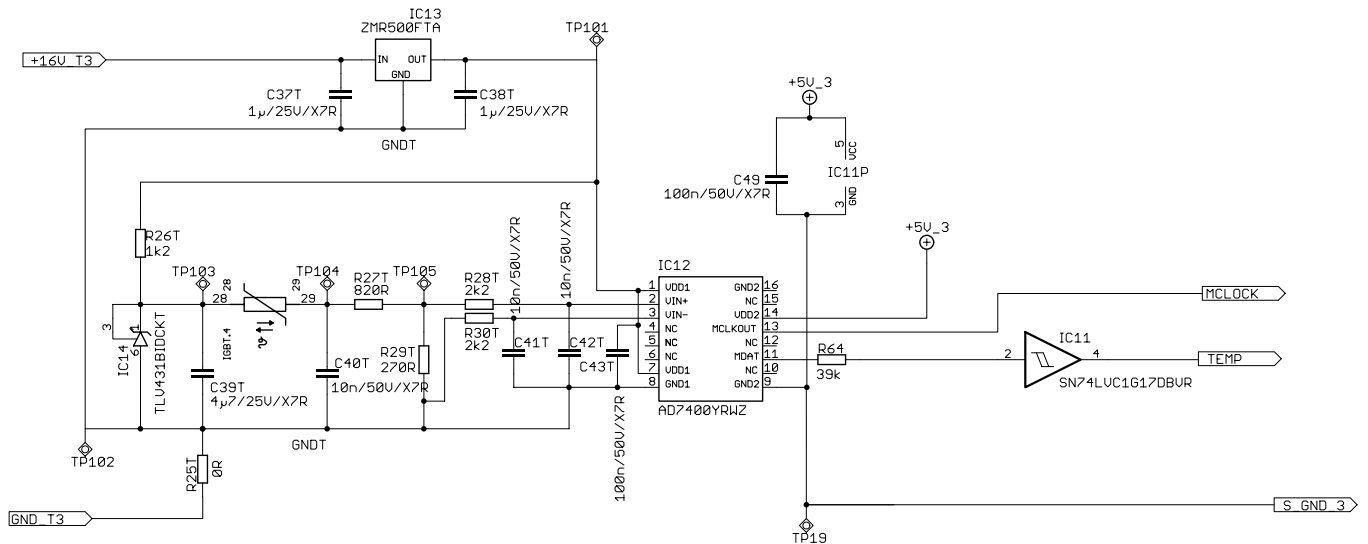 IC13
ZMR500FTA
TP101
+16V_T3
IN OUT
GND
C37T
1µ/25V/X7R
C38T
1µ/25V/X7R
GNDT
+5V_3
5
VCC
C49
100n/50V/X7R
IC11P
3
GND
+5V_3
R26T
1k2
TP103
28
28
29
29
TP104
R27T
820R
TP105
R28T
2k2
R30T
2k2
10n/50V/X7R
10n/50V/X7R
IC12
1 VDD1 GND2 16
2 VIN+ NC 15
3 VIN- VDD2 14
4 NC MCLKOUT 13
5 NC NC 12
6 NC MDAT 11
7 VDD1 NC 10
8 GND1 GND2 9
AD7400YRWZ
MCLOCK
IC11
2
4
SN74LVC1G17DBVR
TEMP
R64
39k
3
1
6
IC14
TLV431BIDCKT
IGBT.4
ϑ
C39T
4µ7/25V/X7R
C40T
10n/50V/X7R
R29T
270R
C41T
C42T
C43T
100n/50V/X7R
GNDT
TP102
R25T
0R
GND_T3
S_GND_3
TP19